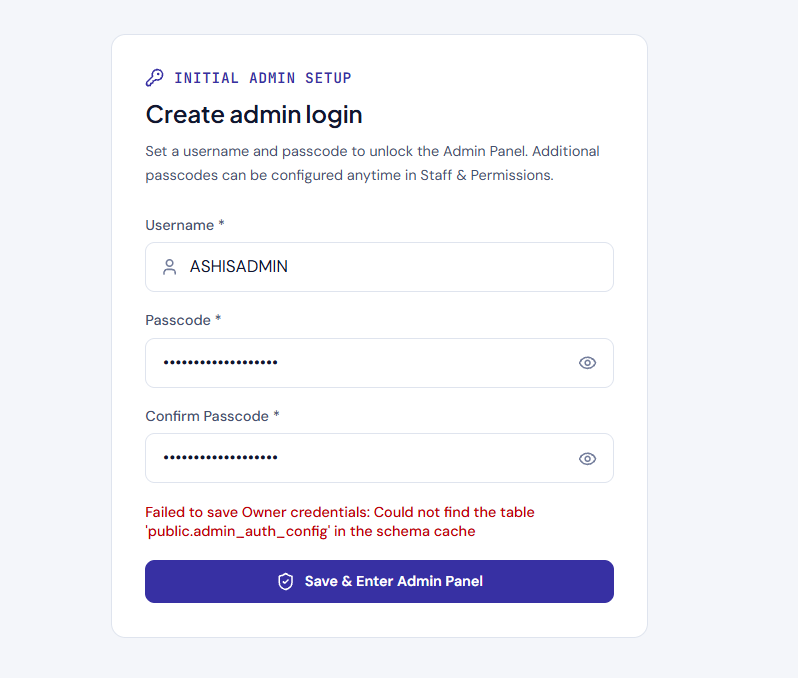 INITIAL ADMIN SETUP
Create admin login
Set a username and passcode to unlock the Admin Panel. Additional
passcodes can be configured anytime in Staff & Permissions.
Username *
ASHISADMIN
Passcode *
•••••••••••••••••••
Confirm Passcode *
•••••••••••••••••••
Failed to save Owner credentials: Could not find the table
'public.admin_auth_config' in the schema cache
Save & Enter Admin Panel